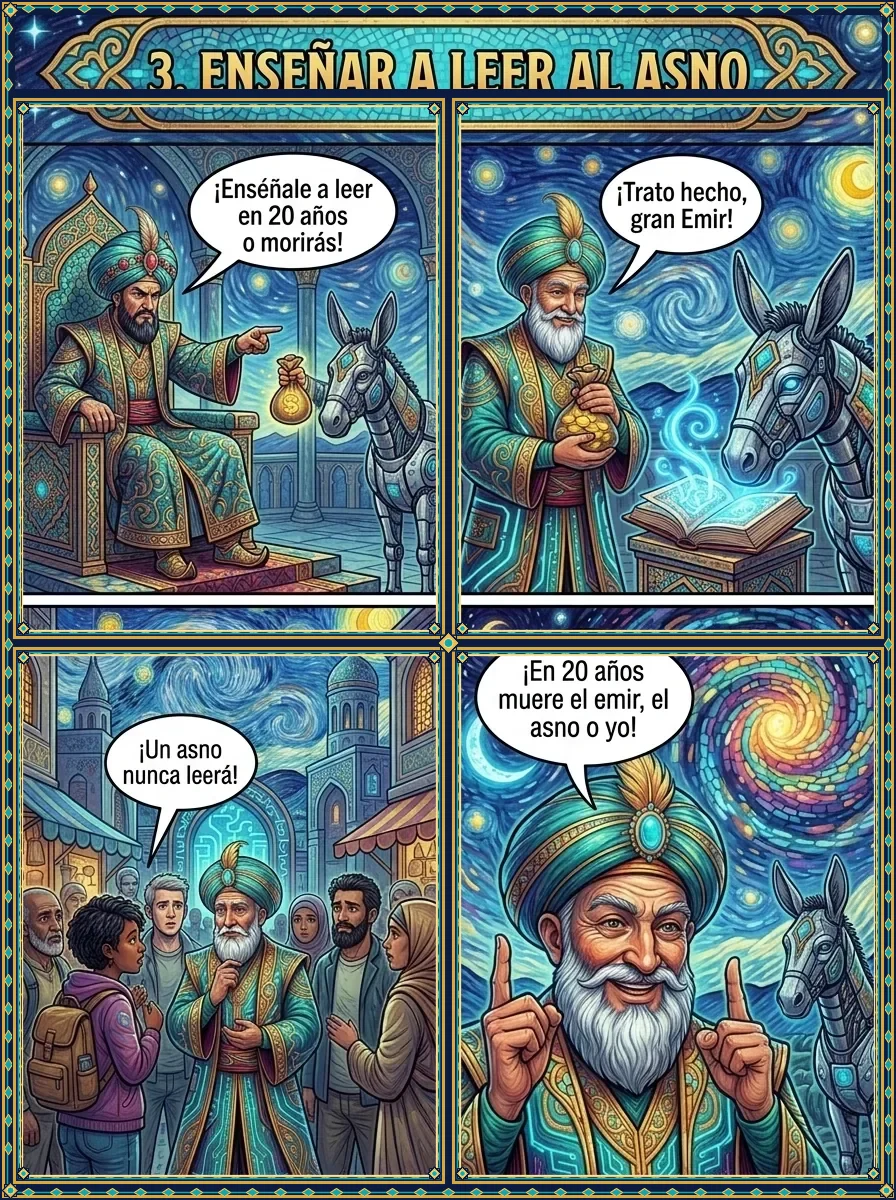 3. ENSEÑAR A LEER AL ASNO
¡Enséñale a leer
en 20 años
o morirás!
$
¡Trato hecho,
gran Emir!
¡Un asno
nunca leerá!
¡En 20 años
muere el emir, el
asno o yo!